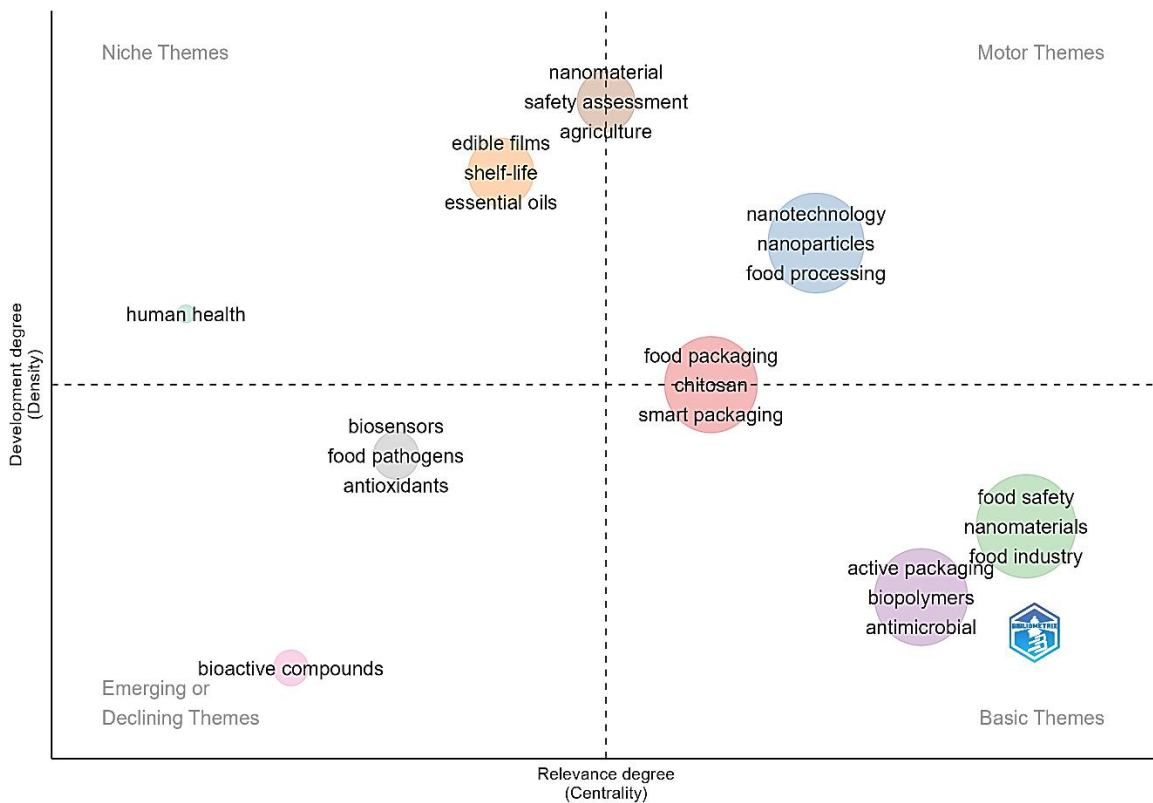 Niche Themes
Motor Themes
nanomaterial
safety assessment
agriculture
edible films
shelf-life
essential oils
nanotechnology
nanoparticles
food processing
human health
food packaging
chitosan
smart packaging
biosensors
food pathogens
antioxidants
food safety
nanomaterials
food industry
active packaging
biopolymers
antimicrobial
BIBLIOMETRIX
bioactive compounds
Emerging or
Declining Themes
Basic Themes
Development degree
(Density)
Relevance degree
(Centrality)